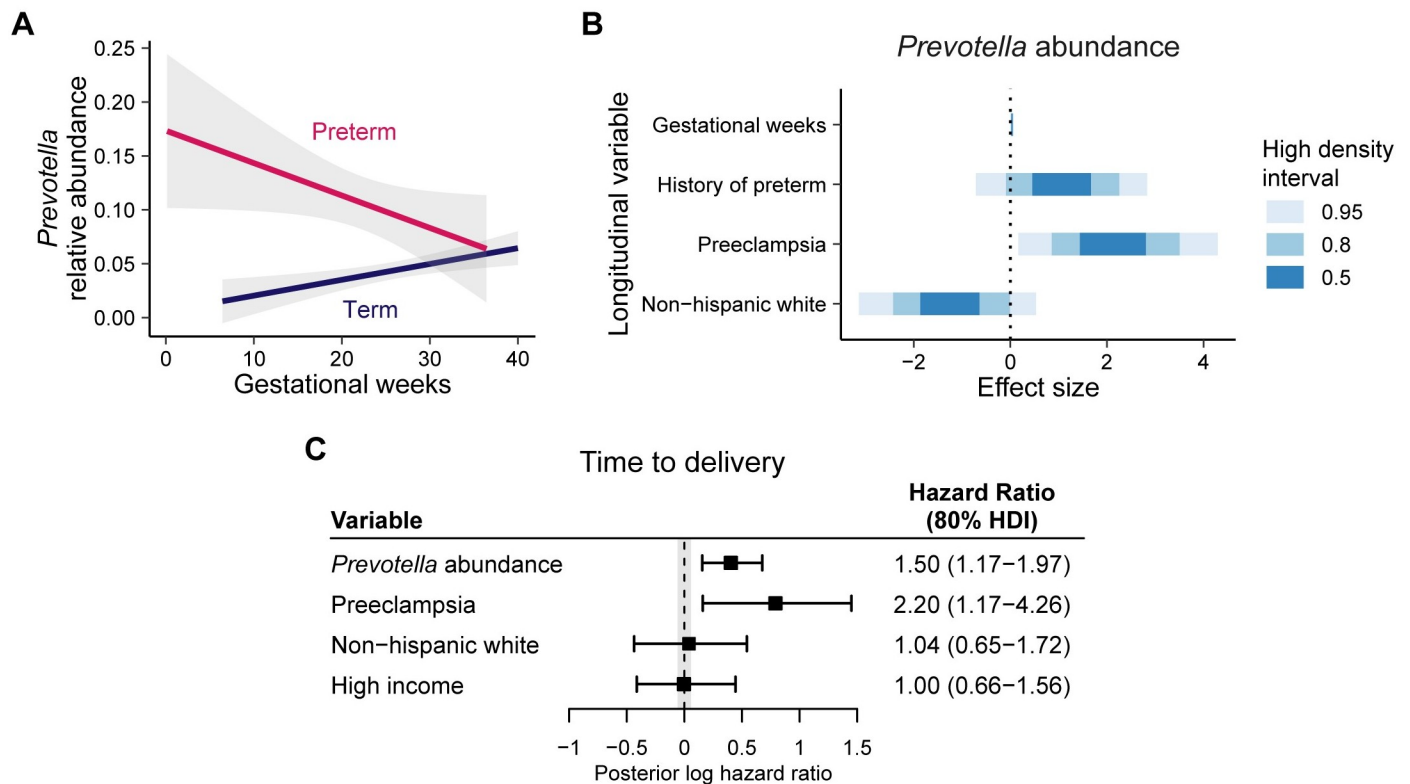 A
Prevotella
relative abundance
0.25
0.20
0.15
0.10
0.05
0.00
Preterm
Term
0 10 20 30 40
Gestational weeks
B
Prevotella abundance
Longitudinal variable
Gestational weeks
History of preterm
Preeclampsia
Non−hispanic white
−2 0 2 4
Effect size
High density
interval
0.95
0.8
0.5
C
Time to delivery
Variable
Hazard Ratio
(80% HDI)
Prevotella abundance 1.50 (1.17−1.97)
Preeclampsia 2.20 (1.17−4.26)
Non−hispanic white 1.04 (0.65−1.72)
High income 1.00 (0.66−1.56)
−1 −0.5 0 0.5 1 1.5
Posterior log hazard ratio